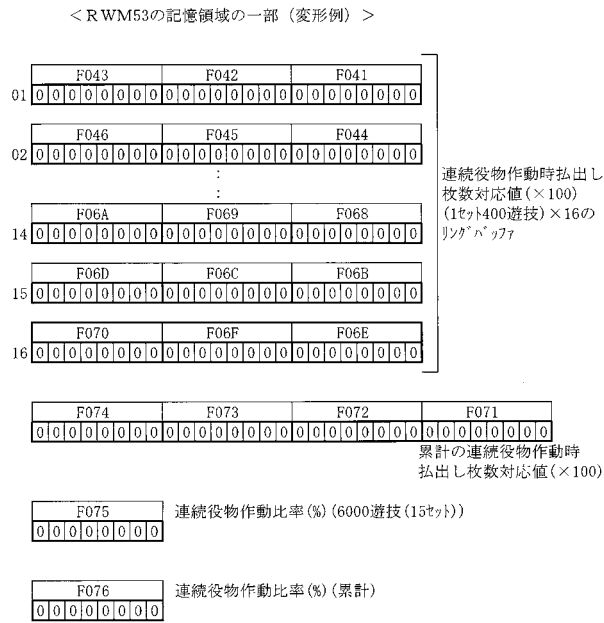 ＜RWM53の記憶領域の一部（変形例）＞
F043 F042 F041
01 0 0 0 0 0 0 0 0 0 0 0 0 0 0 0 0 0 0 0 0 0 0 0 0
F046 F045 F044
02 0 0 0 0 0 0 0 0 0 0 0 0 0 0 0 0 0 0 0 0 0 0 0 0
:
:
F06A F069 F068
14 0 0 0 0 0 0 0 0 0 0 0 0 0 0 0 0 0 0 0 0 0 0 0 0
F06D F06C F06B
15 0 0 0 0 0 0 0 0 0 0 0 0 0 0 0 0 0 0 0 0 0 0 0 0
F070 F06F F06E
16 0 0 0 0 0 0 0 0 0 0 0 0 0 0 0 0 0 0 0 0 0 0 0 0
連続役物作動時払出し
枚数対応値(×100)
(1ｾｯﾄ400遊技)×16の
ﾘﾝｸﾞﾊﾞｯﾌｧ
F074 F073 F072 F071
0 0 0 0 0 0 0 0 0 0 0 0 0 0 0 0 0 0 0 0 0 0 0 0 0 0 0 0 0 0 0 0
累計の連続役物作動時
払出し枚数対応値(×100)
F075 連続役物作動比率(%)(6000遊技(15ｾｯﾄ))
0 0 0 0 0 0 0 0
F076 連続役物作動比率(%)(累計)
0 0 0 0 0 0 0 0